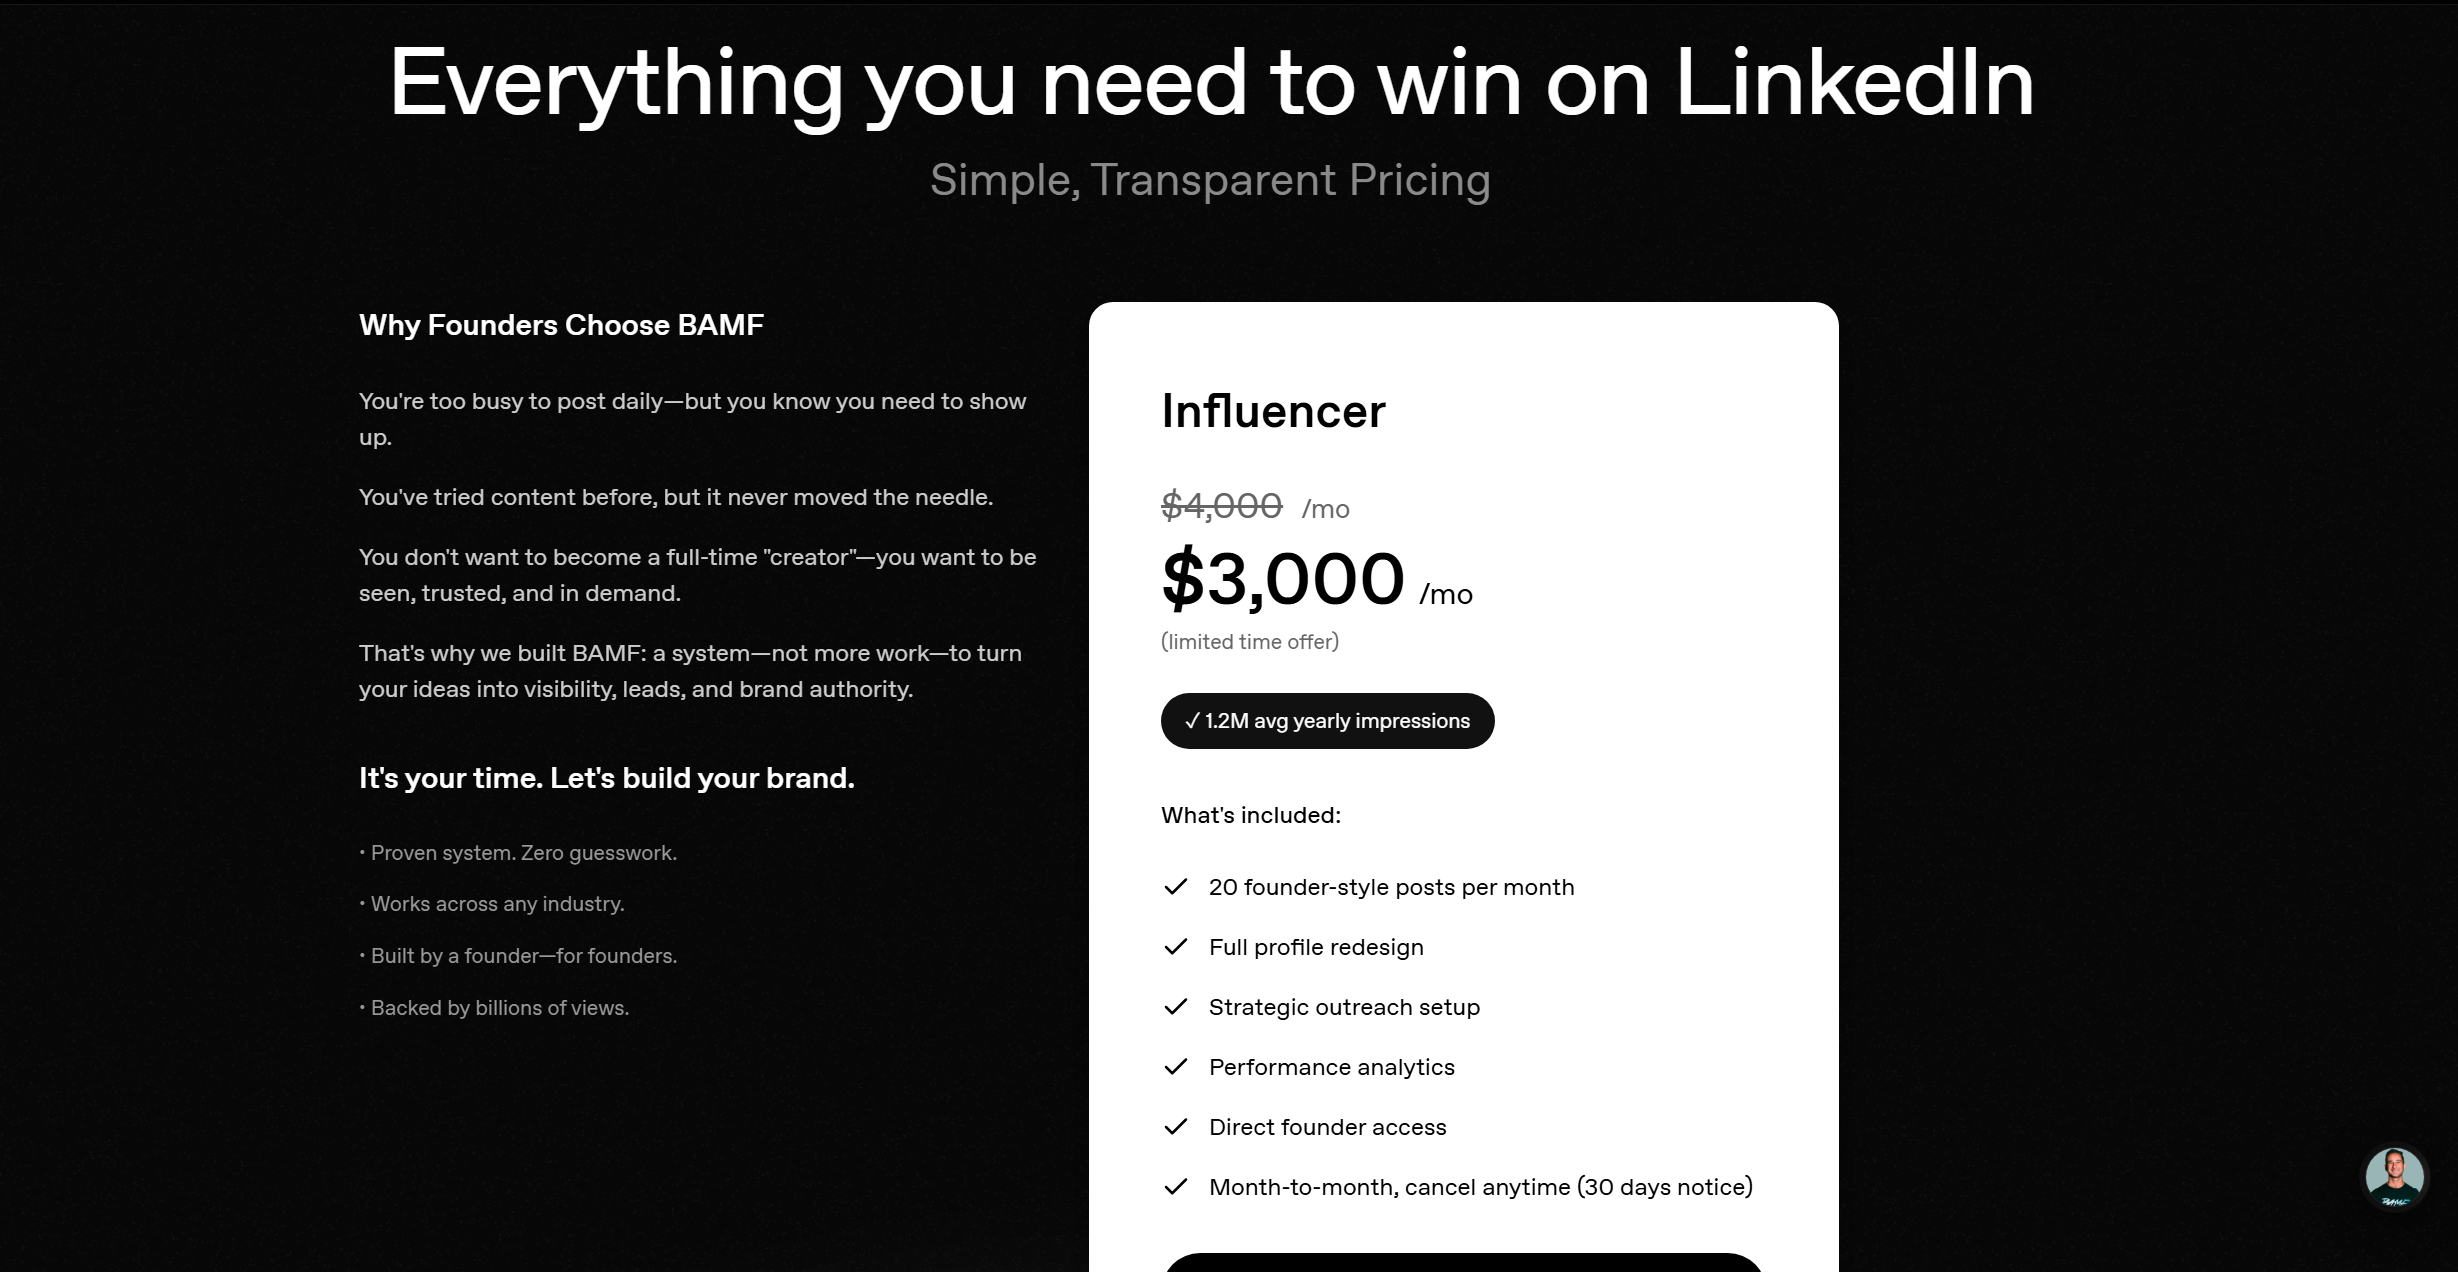 Everything you need to win on LinkedIn
Simple, Transparent Pricing
Why Founders Choose BAMF
You're too busy to post daily—but you know you need to show
up.
You've tried content before, but it never moved the needle.
You don't want to become a full-time "creator"—you want to be
seen, trusted, and in demand.
That's why we built BAMF: a system—not more work—to turn
your ideas into visibility, leads, and brand authority.
It's your time. Let's build your brand.
• Proven system. Zero guesswork.
• Works across any industry.
• Built by a founder—for founders.
• Backed by billions of views.
Influencer
$4,000 /mo
$3,000 /mo
(limited time offer)
✓ 1.2M avg yearly impressions
What's included:
✓ 20 founder-style posts per month
✓ Full profile redesign
✓ Strategic outreach setup
✓ Performance analytics
✓ Direct founder access
✓ Month-to-month, cancel anytime (30 days notice)
BAMF